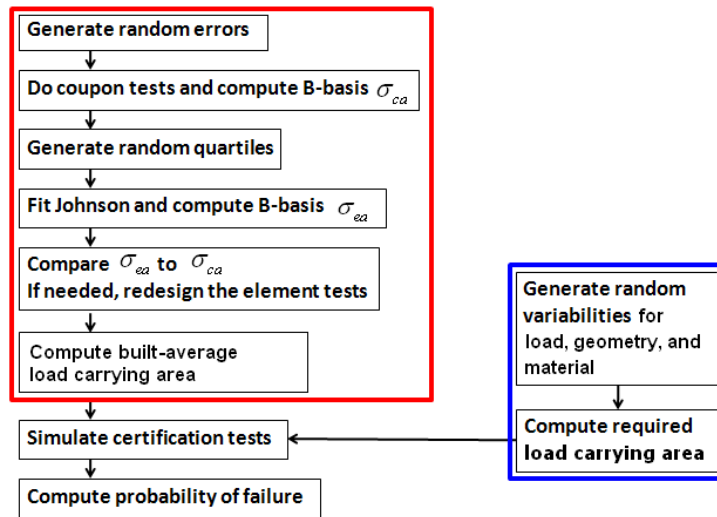 Generate random errors
Do coupon tests and compute B-basis σca
Generate random quartiles
Fit Johnson and compute B-basis σea
Compare σea to σca
If needed, redesign the element tests
Compute built-average
load carrying area
Simulate certification tests
Compute probability of failure
Generate random
variabilities for
load, geometry, and
material
Compute required
load carrying area